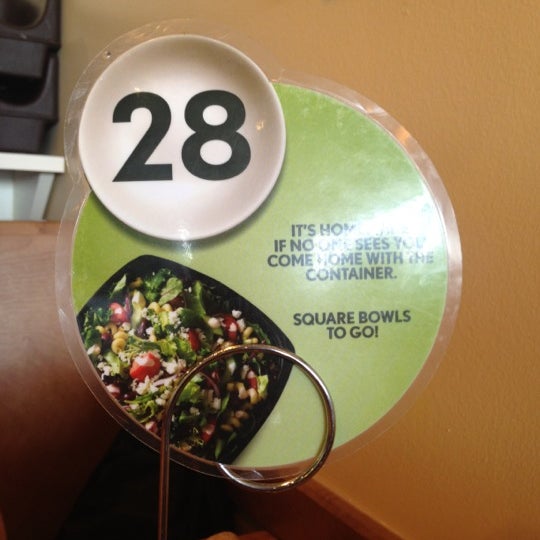 28
IT'S
IF NO ONE SEES YOU
COME HOME WITH THE
CONTAINER.
SQUARE BOWLS
TO GO!